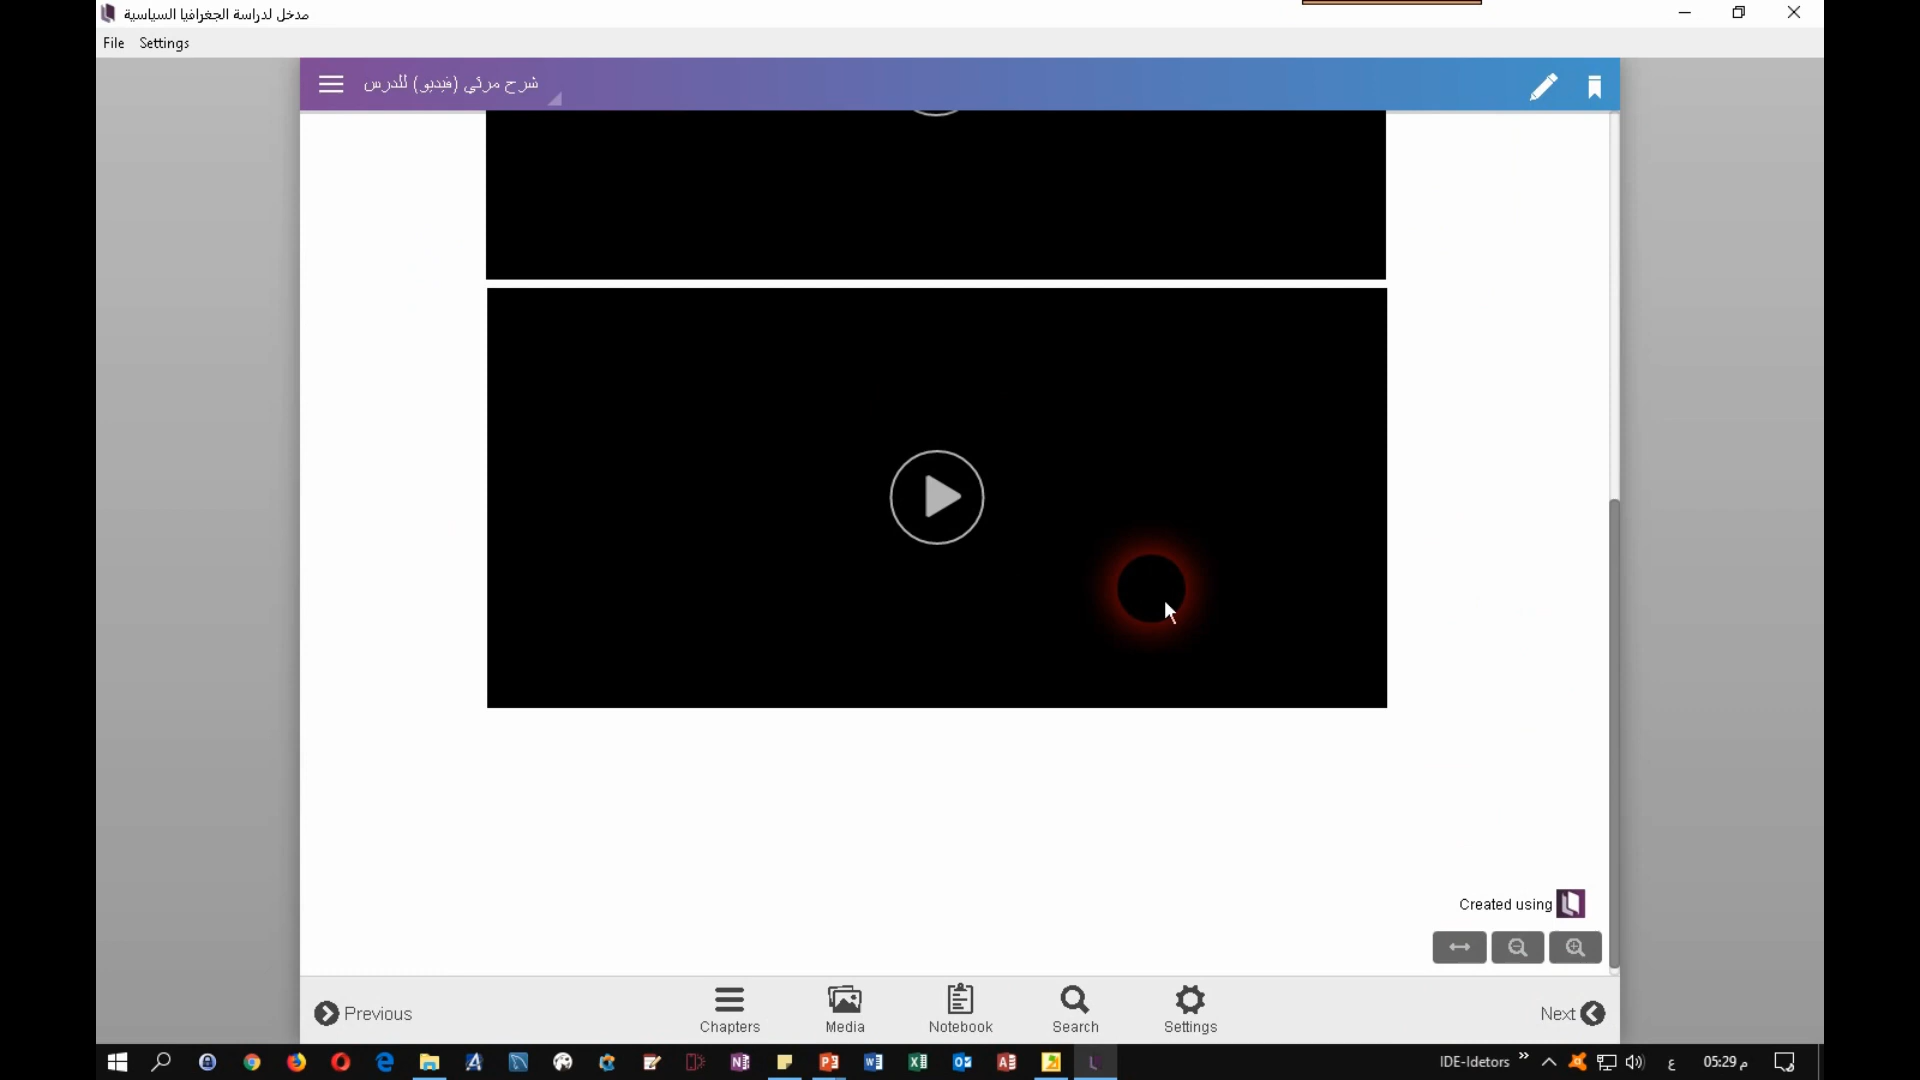 مدخل لدراسة الجغرافيا السياسية
File Settings
شرح مرئي (فيديو) للدرس
Created using
Previous
Chapters
Media
Notebook
Search
Settings
Next
IDE-Idetors
ع
05:29 م